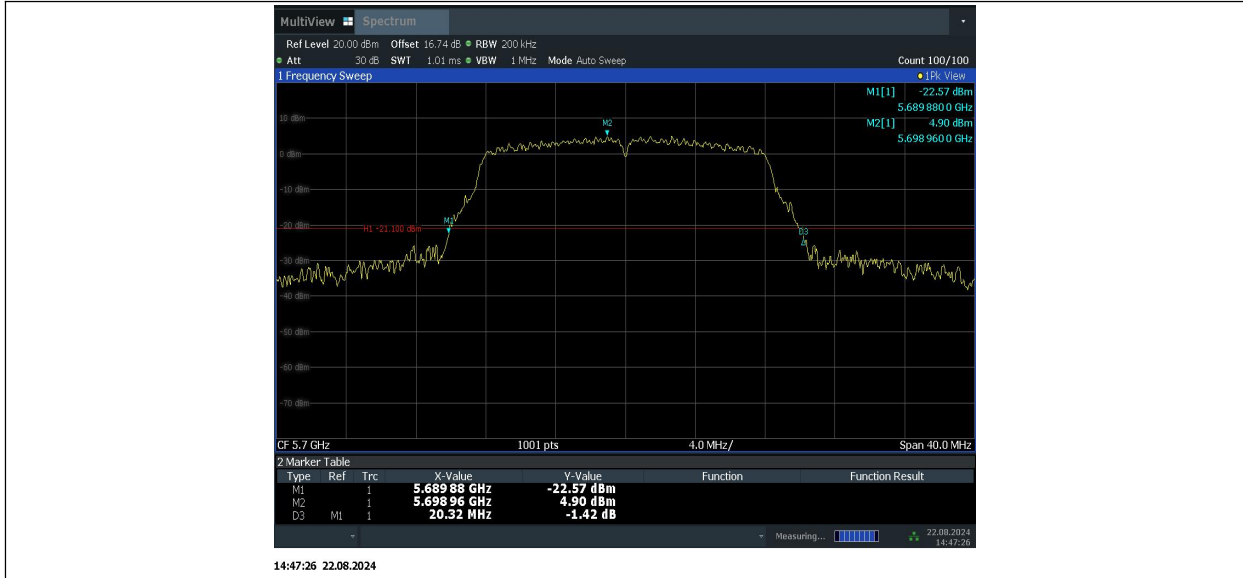 MultiView Spectrum
Ref Level 20.00 dBm Offset 16.74 dB RBW 200 kHz
Att 30 dB SWT 1.01 ms VBW 1 MHz Mode Auto Sweep Count 100/100
1 Frequency Sweep 1Pk View
M1[1] -22.57 dBm
5.689 880 0 GHz
M2[1] 4.90 dBm
5.698 960 0 GHz
10 dBm
M2
0 dBm
-10 dBm
-20 dBm
M1
H1 -21.100 dBm
D3
-30 dBm
-40 dBm
-50 dBm
-60 dBm
-70 dBm
CF 5.7 GHz 1001 pts 4.0 MHz/ Span 40.0 MHz
2 Marker Table
Type Ref Trc X-Value Y-Value Function Function Result
M1 1 5.689 88 GHz -22.57 dBm
M2 1 5.698 96 GHz 4.90 dBm
D3 M1 1 20.32 MHz -1.42 dB
Measuring... 22.08.2024
14:47:26
14:47:26 22.08.2024